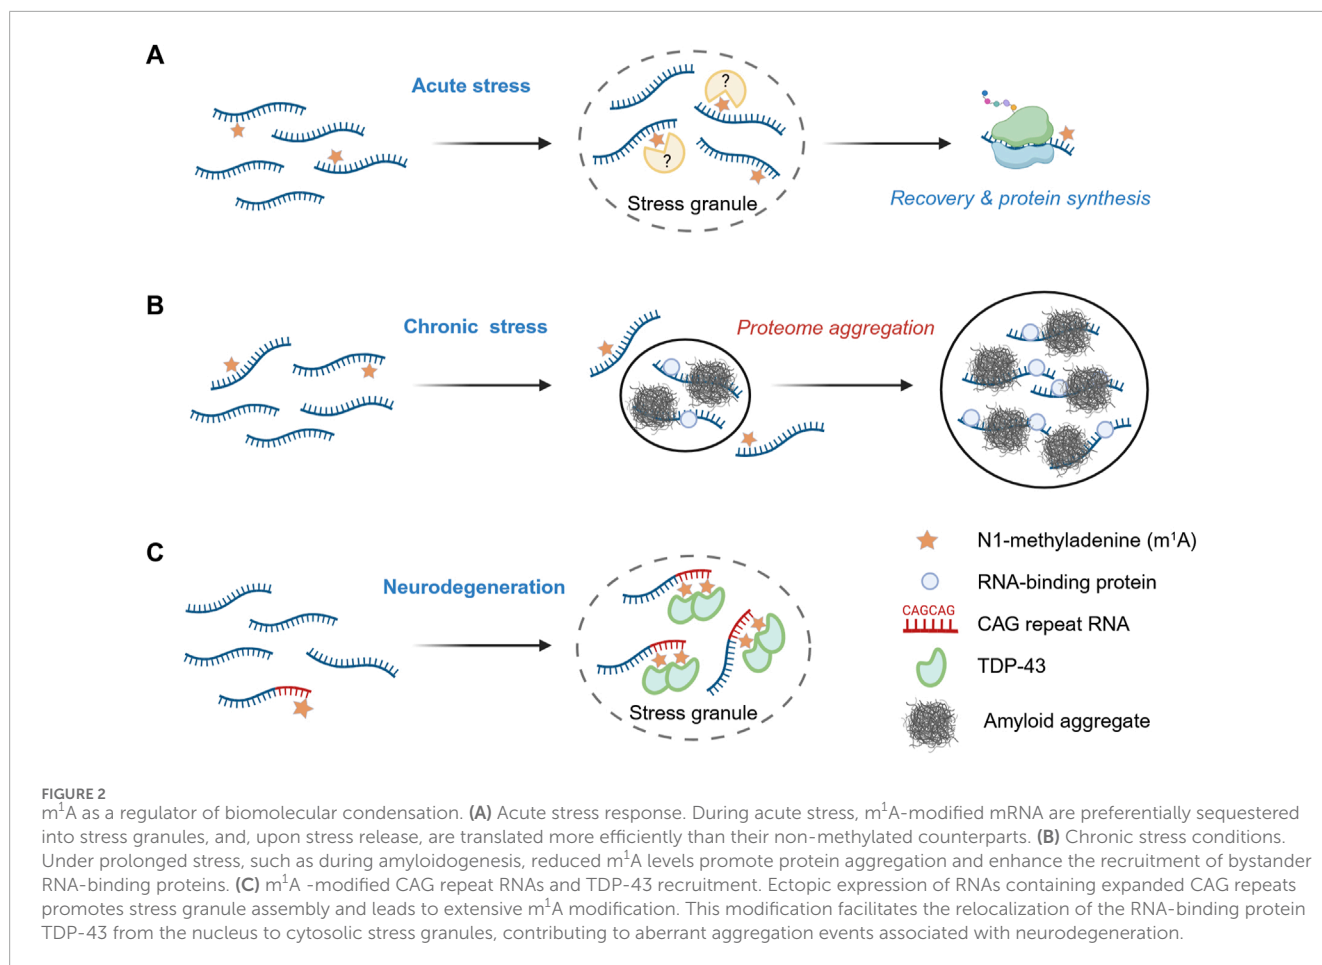 A
Acute stress
?
?
Stress granule
Recovery & protein synthesis
B
Chronic stress
Proteome aggregation
C
Neurodegeneration
Stress granule
N1-methyladenine (m¹A)
RNA-binding protein
CAGCAG
CAG repeat RNA
TDP-43
Amyloid aggregate
FIGURE 2
m¹A as a regulator of biomolecular condensation. (A) Acute stress response. During acute stress, m¹A-modified mRNA are preferentially sequestered
into stress granules, and, upon stress release, are translated more efficiently than their non-methylated counterparts. (B) Chronic stress conditions.
Under prolonged stress, such as during amyloidogenesis, reduced m¹A levels promote protein aggregation and enhance the recruitment of bystander
RNA-binding proteins. (C) m¹A -modified CAG repeat RNAs and TDP-43 recruitment. Ectopic expression of RNAs containing expanded CAG repeats
promotes stress granule assembly and leads to extensive m¹A modification. This modification facilitates the relocalization of the RNA-binding protein
TDP-43 from the nucleus to cytosolic stress granules, contributing to aberrant aggregation events associated with neurodegeneration.